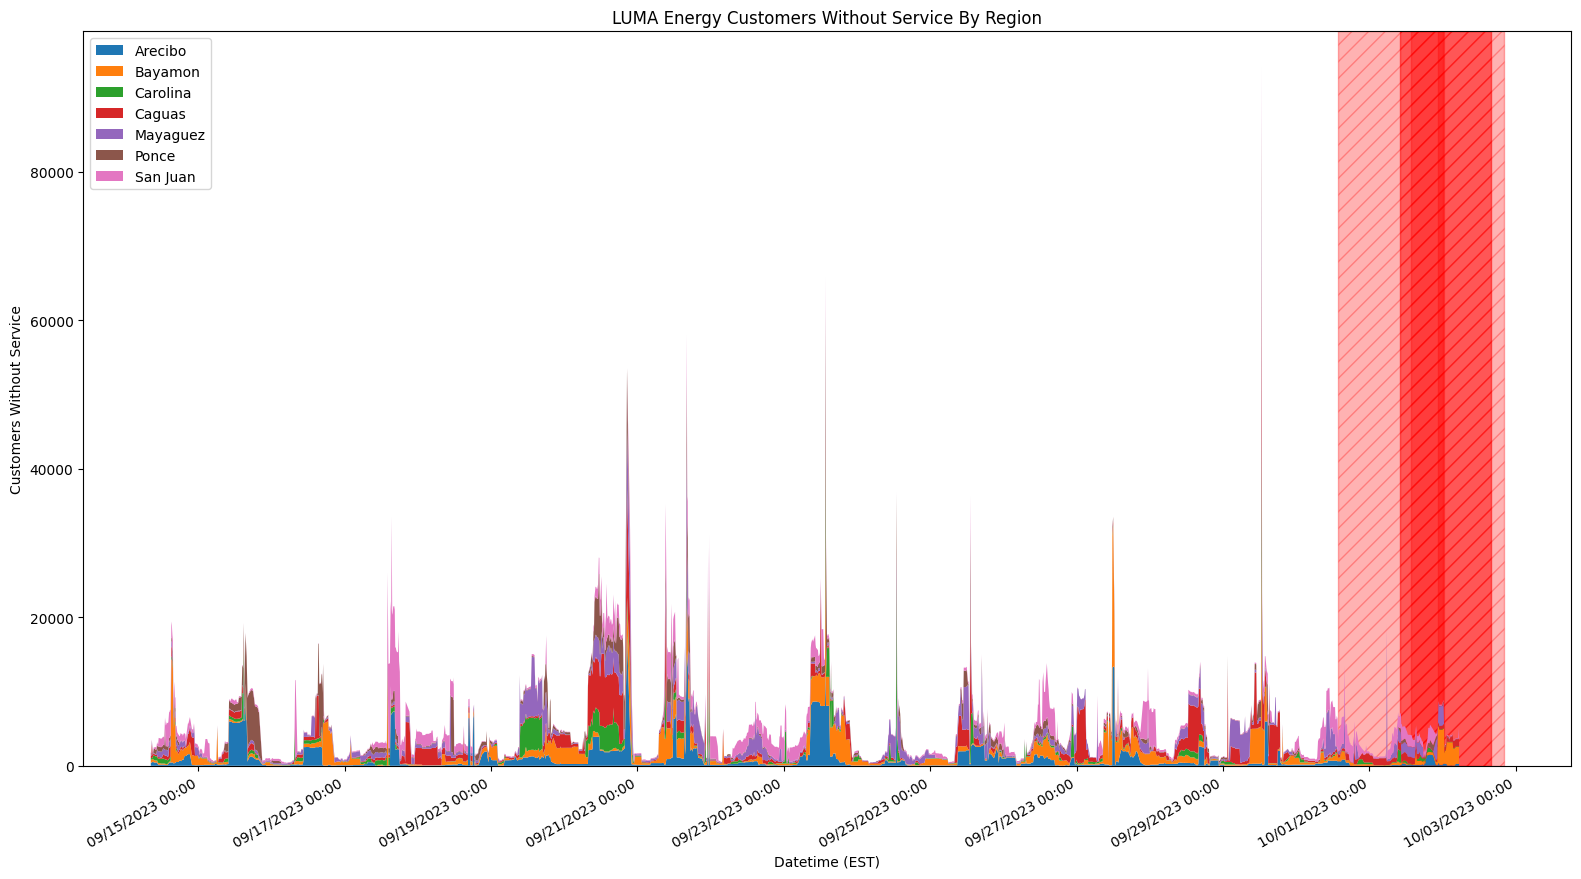 LUMA Energy Customers Without Service By Region
Arecibo
Bayamon
Carolina
Caguas
Mayaguez
Ponce
San Juan
80000
60000
40000
20000
0
Customers Without Service
09/15/2023 00:00
09/17/2023 00:00
09/19/2023 00:00
09/21/2023 00:00
09/23/2023 00:00
09/25/2023 00:00
09/27/2023 00:00
09/29/2023 00:00
10/01/2023 00:00
10/03/2023 00:00
Datetime (EST)